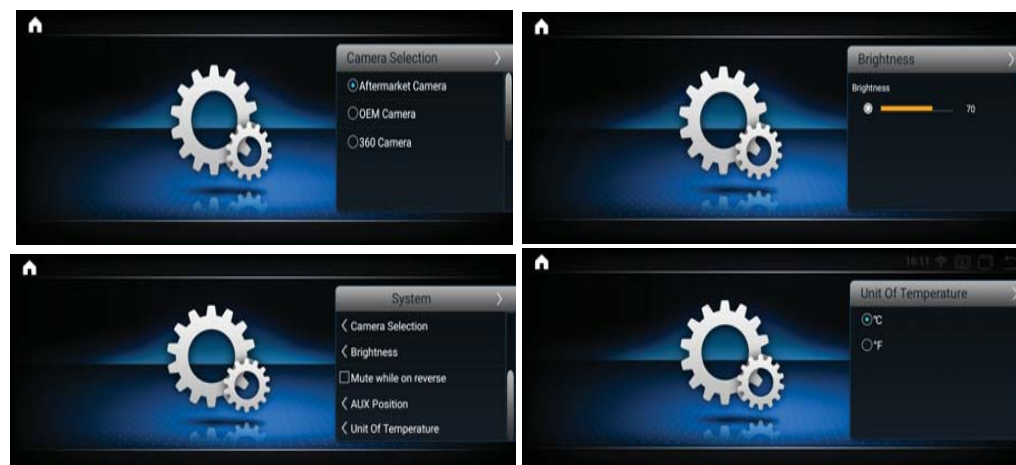 Camera Selection
Aftermarket Camera
OEM Camera
360 Camera
Brightness
Brightness
70
System
Camera Selection
Brightness
Mute while on reverse
AUX Position
Unit Of Temperature
16:11
Unit Of Temperature
°C
°F